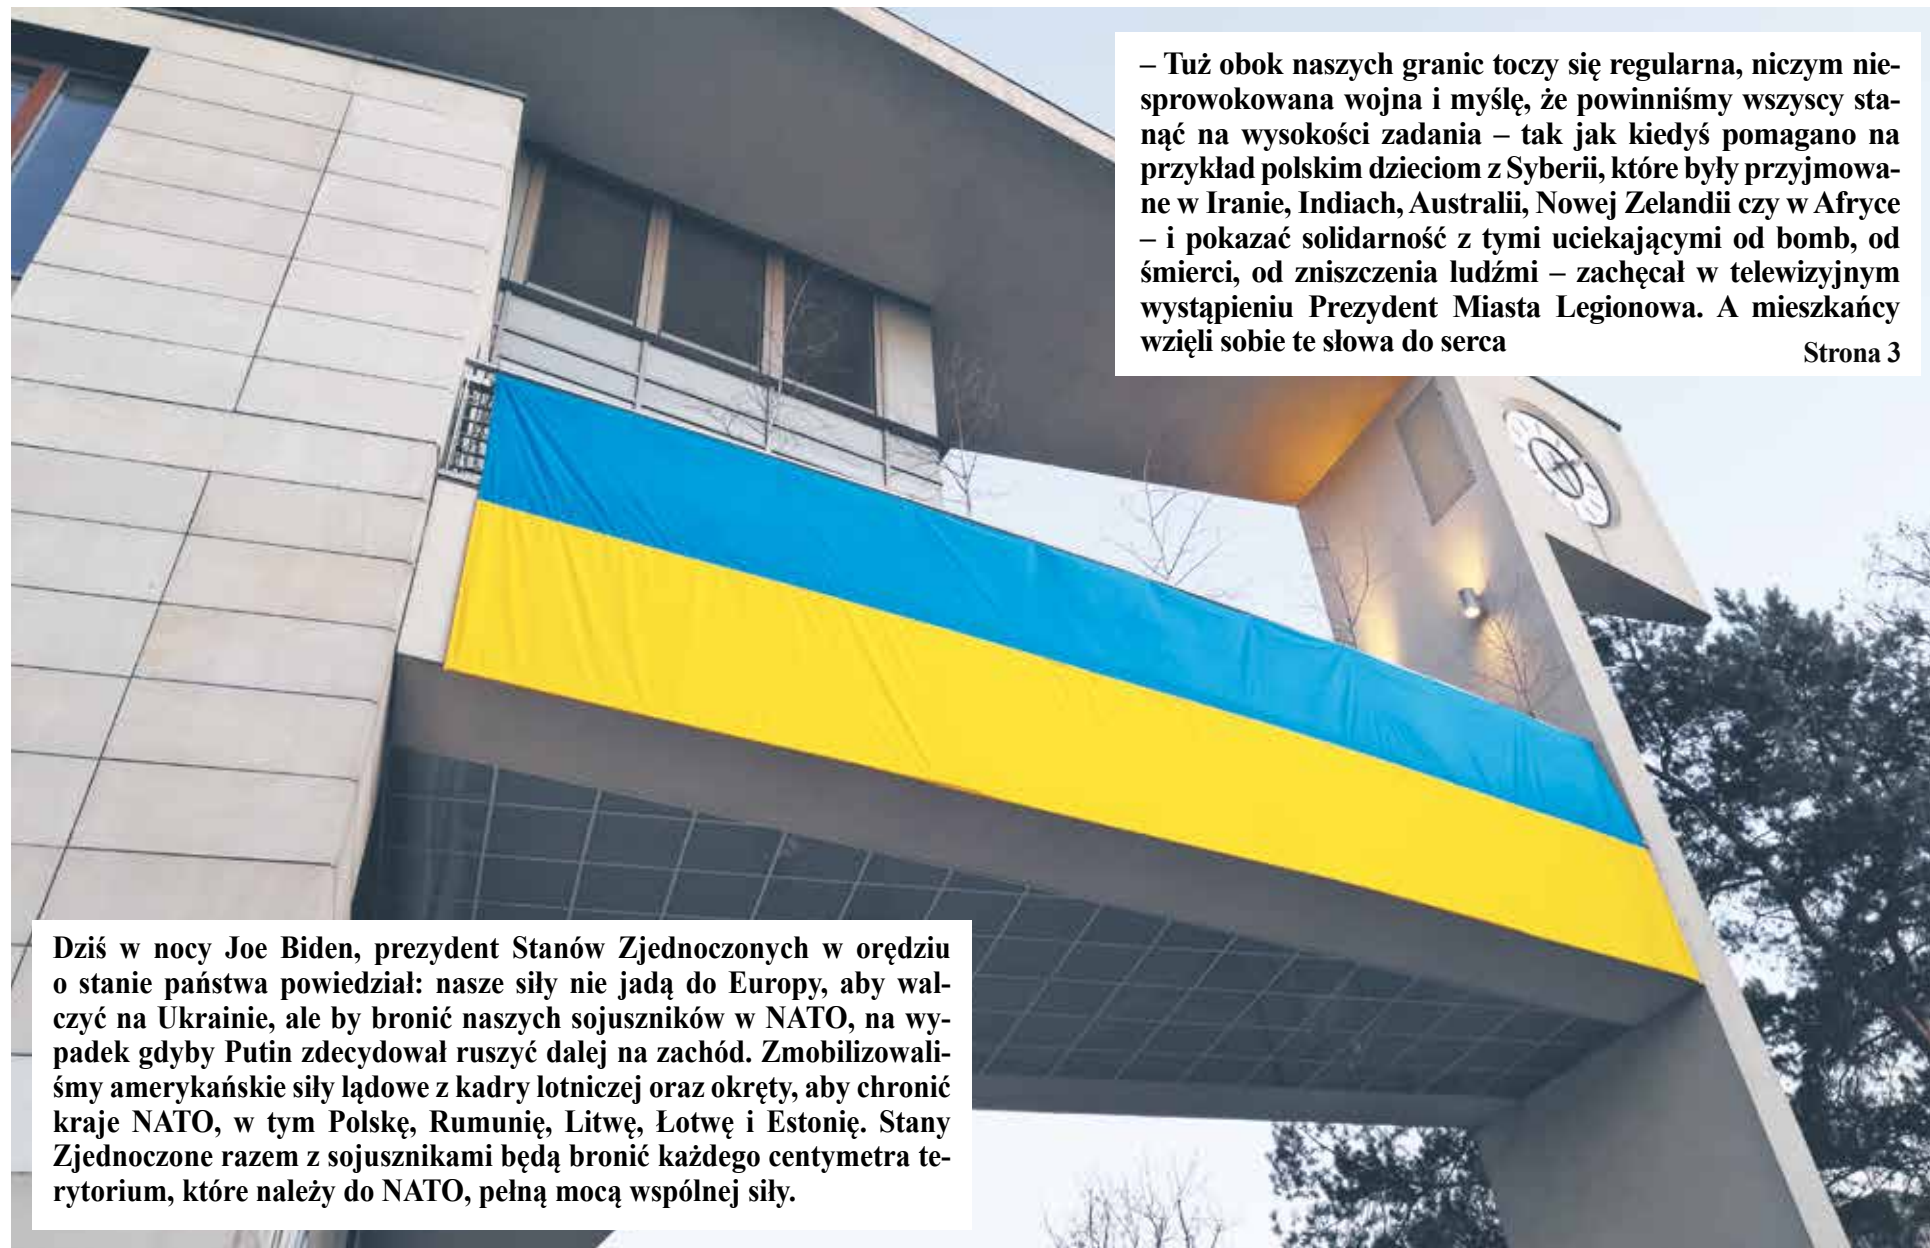 – Tuż obok naszych granic toczy się regularna, niczym nie-
sprowokowana wojna i myślę, że powinniśmy wszyscy sta-
nąć na wysokości zadania – tak jak kiedyś pomagano na
przykład polskim dzieciom z Syberii, które były przyjmowa-
ne w Iranie, Indiach, Australii, Nowej Zelandii czy w Afryce
– i pokazać solidarność z tymi uciekającymi od bomb, od
śmierci, od zniszczenia ludźmi – zachęcał w telewizyjnym
wystąpieniu Prezydent Miasta Legionowa. A mieszkańcy
wzięli sobie te słowa do serca
Strona 3
Dziś w nocy Joe Biden, prezydent Stanów Zjednoczonych w orędziu
o stanie państwa powiedział: nasze siły nie jadą do Europy, aby wal-
czyć na Ukrainie, ale by bronić naszych sojuszników w NATO, na wy-
padek gdyby Putin zdecydował ruszyć dalej na zachód. Zmobilizowali-
śmy amerykańskie siły lądowe z kadry lotniczej oraz okręty, aby chronić
kraje NATO, w tym Polskę, Rumunię, Litwę, Łotwę i Estonię. Stany
Zjednoczone razem z sojusznikami będą bronić każdego centymetra te-
rytorium, które należy do NATO, pełną mocą wspólnej siły.